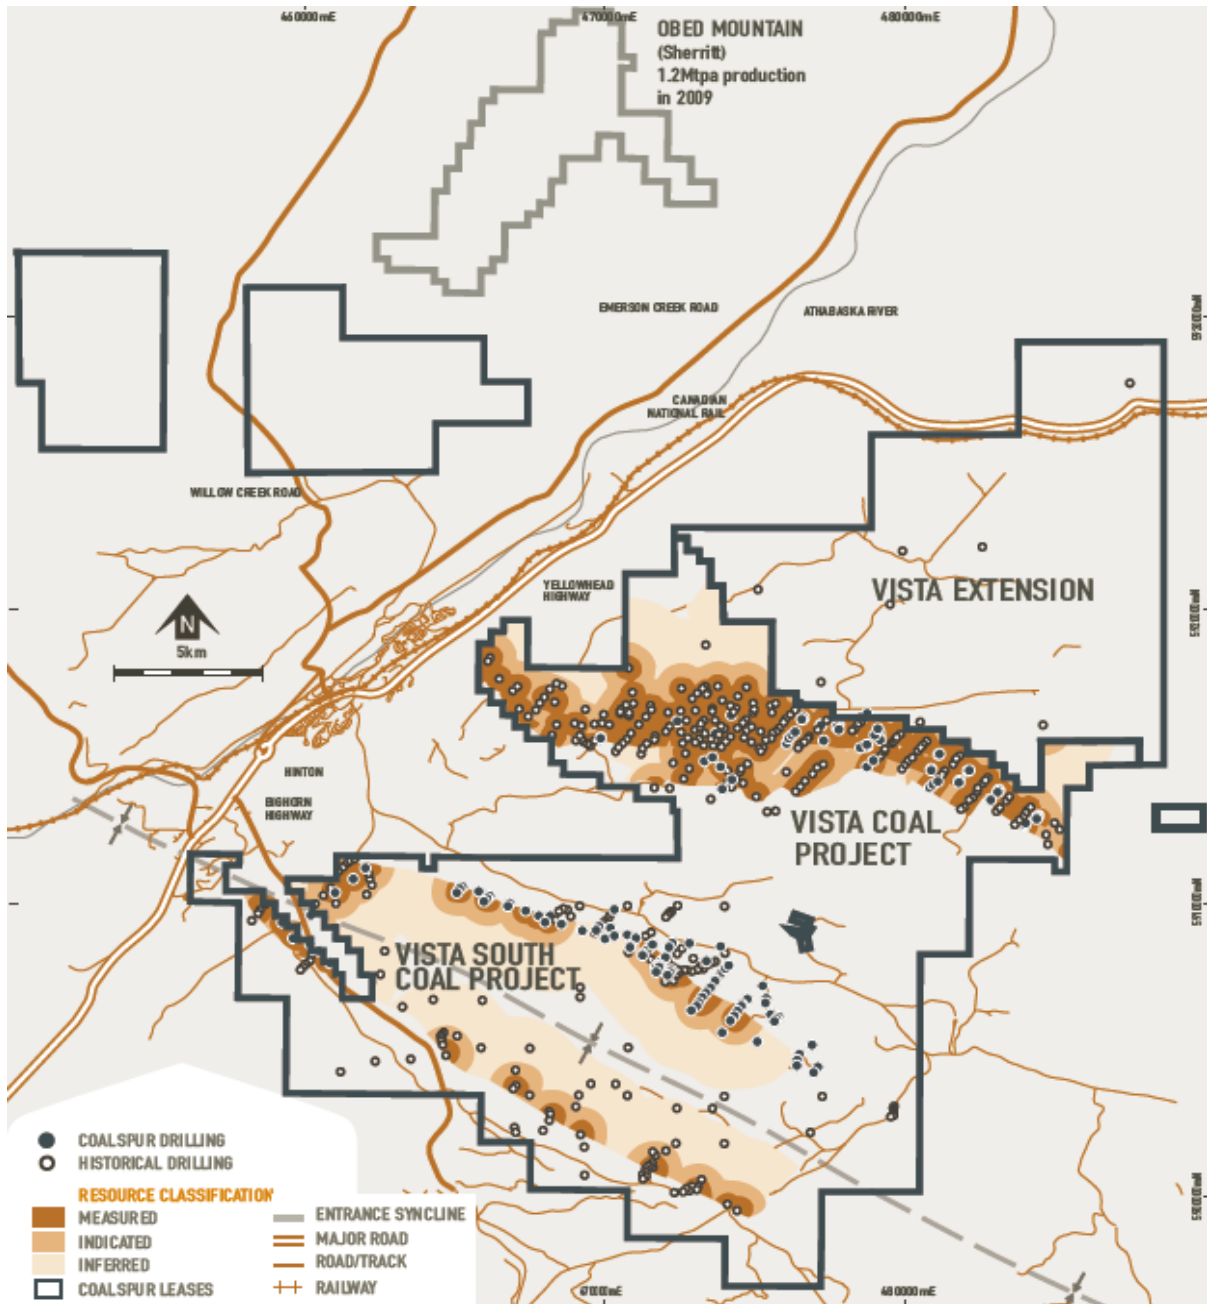 460000mE
470000mE
480000mE
OBED MOUNTAIN
(Sherritt)
1.2Mtpa production
in 2009
EMERSON CREEK ROAD
ATHABASKA RIVER
CANADIAN
NATIONAL RAIL
WILLOW CREEK ROAD
YELLOWHEAD
HIGHWAY
VISTA EXTENSION
N
5km
HINTON
BIGHORN
HIGHWAY
VISTA COAL
PROJECT
VISTA SOUTH
COAL PROJECT
COALSPUR DRILLING
HISTORICAL DRILLING
RESOURCE CLASSIFICATION
MEASURED
INDICATED
INFERRED
COALSPUR LEASES
ENTRANCE SYNCLINE
MAJOR ROAD
ROAD/TRACK
RAILWAY
470000mE
480000mE